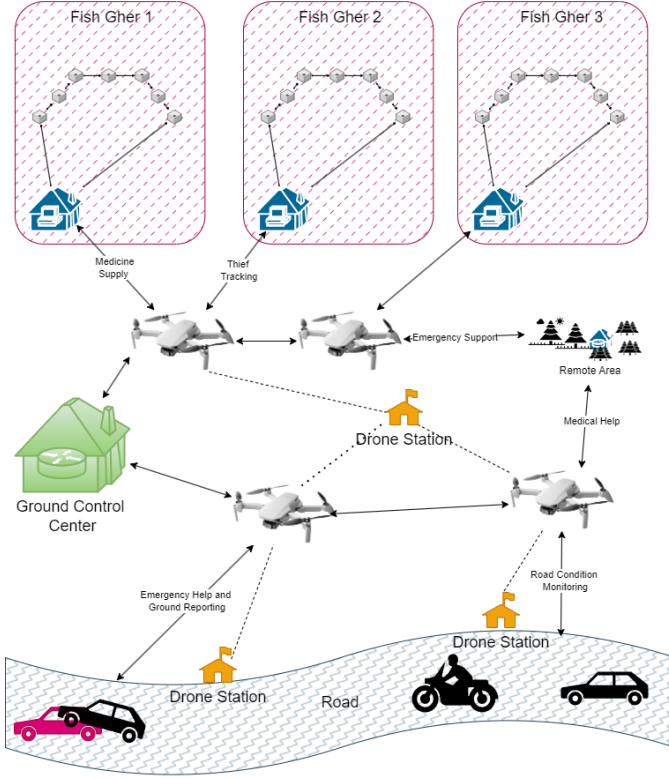 Fish Gher 1
Fish Gher 2
Fish Gher 3
Medicine
Supply
Thief
Tracking
Emergency Support
Remote Area
Medical Help
Drone Station
Ground Control
Center
Emergency Help and
Ground Reporting
Road Condition
Monitoring
Drone Station
Drone Station
Road